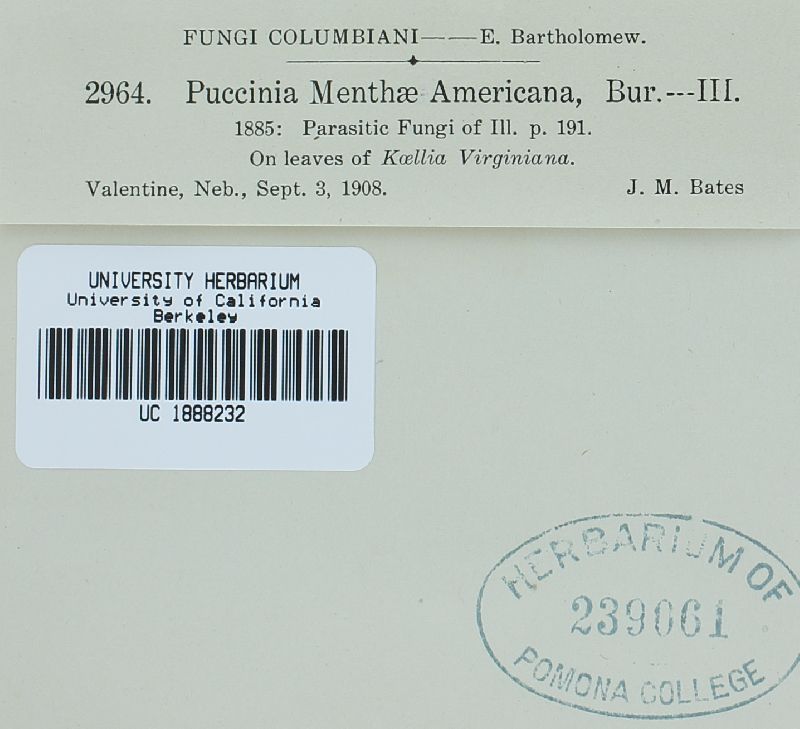 FUNGI COLUMBIANI——E. Bartholomew.
2964. Puccinia Menthæ Americana, Bur.---III.
1885: Parasitic Fungi of Ill. p. 191.
On leaves of Kœllia Virginiana.
Valentine, Neb., Sept. 3, 1908. J. M. Bates
UNIVERSITY HERBARIUM
University of California
Berkeley
UC 1888232
HERBARIUM OF
239061
POMONA COLLEGE